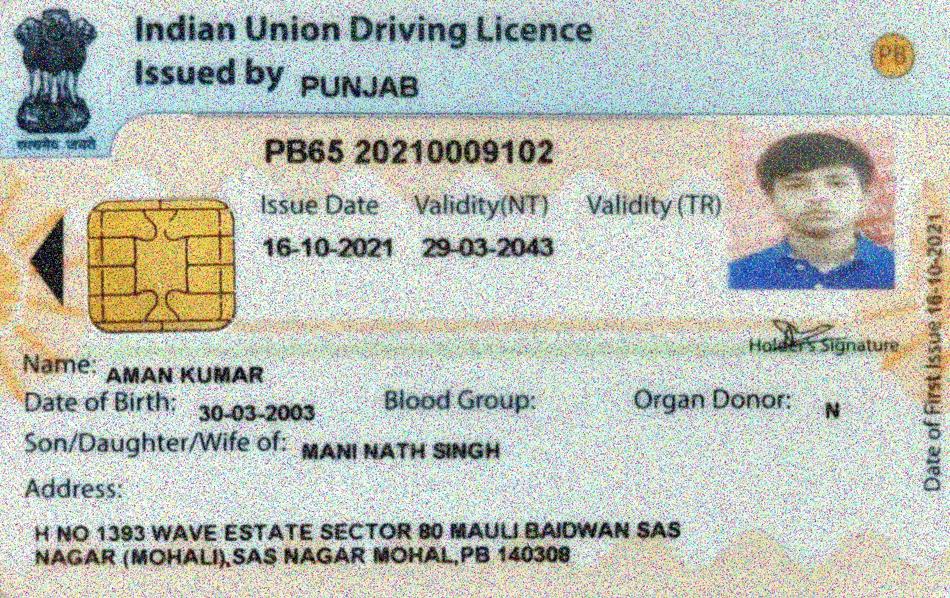 Indian Union Driving Licence
Issued by PUNJAB
PB
सत्यमेव जयते
PB65 20210009102
Issue Date Validity(NT) Validity (TR)
16-10-2021 29-03-2043
Holder's Signature
Date of First Issue 16-10-2021
Name: AMAN KUMAR
Date of Birth: 30-03-2003 Blood Group: Organ Donor: N
Son/Daughter/Wife of: MANI NATH SINGH
Address:
H NO 1393 WAVE ESTATE SECTOR 80 MAULI BAIDWAN SAS
NAGAR (MOHALI),SAS NAGAR MOHAL,PB 140308